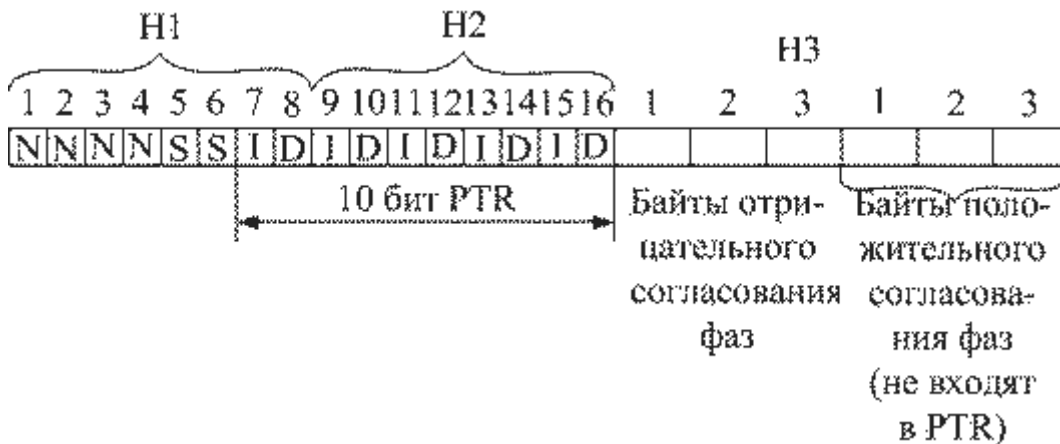 H1
H2
H3
1 2 3 4 5 6 7 8 9 10 11 12 13 14 15 16 1 2 3 1 2 3
N N N N S S I D I D I D I D I D
10 бит PTR
Байты отри-
цательного
согласования
фаз
Байты поло-
жительного
согласова-
ния фаз
(не входят
в PTR)